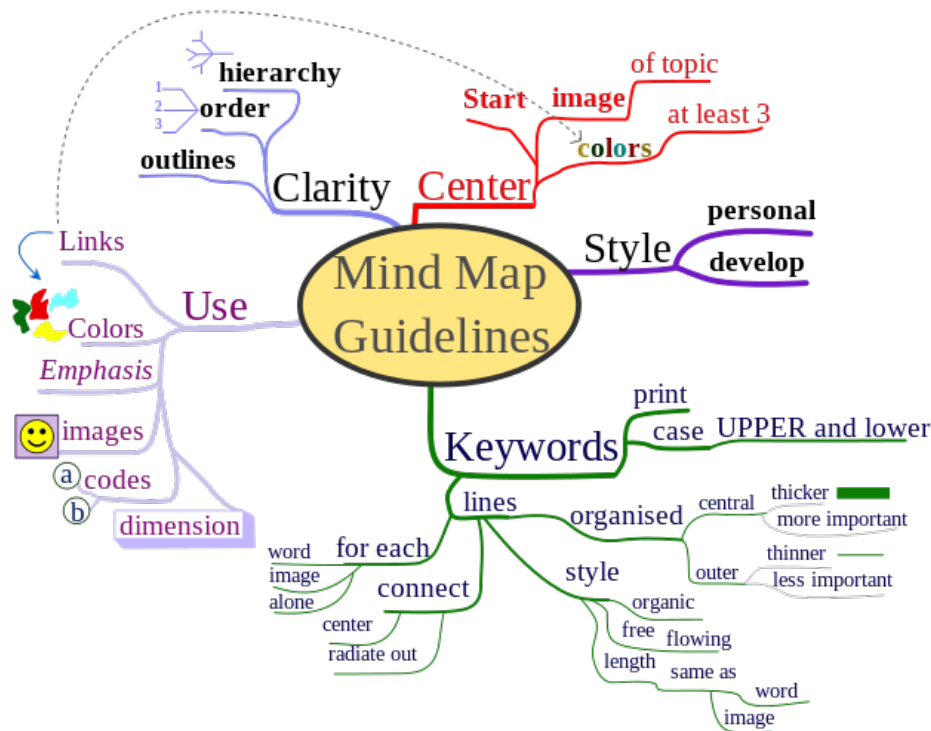 Mind Map
Guidelines
Center
Start
image
of topic
colors
at least 3
Style
personal
develop
Keywords
print
case
UPPER and lower
lines
organised
central
thicker
more important
outer
thinner
less important
style
organic
free
flowing
length
same as
word
image
connect
center
radiate out
for each
word
image
alone
Use
Links
Colors
Emphasis
images
a
codes
b
dimension
Clarity
hierarchy
1
order
2
3
outlines